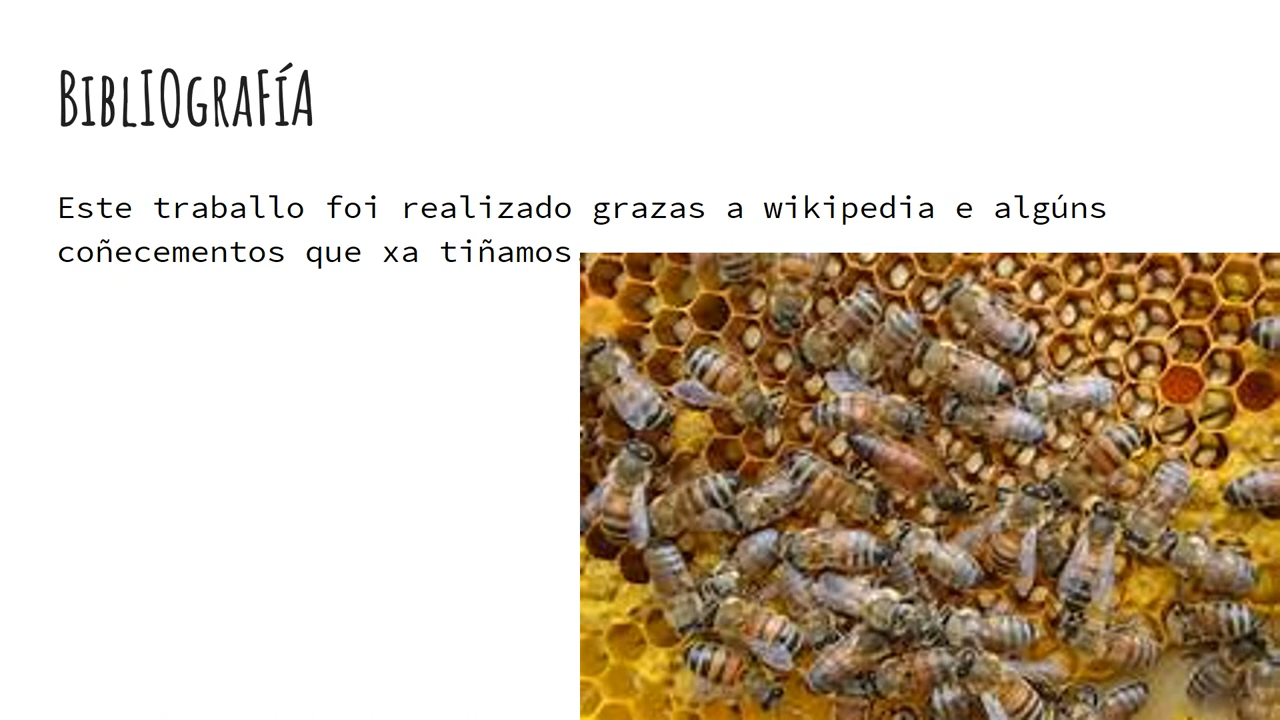 BIBLIOGRAFÍA
Este traballo foi realizado grazas a wikipedia e algúns
coñecementos que xa tiñamos.